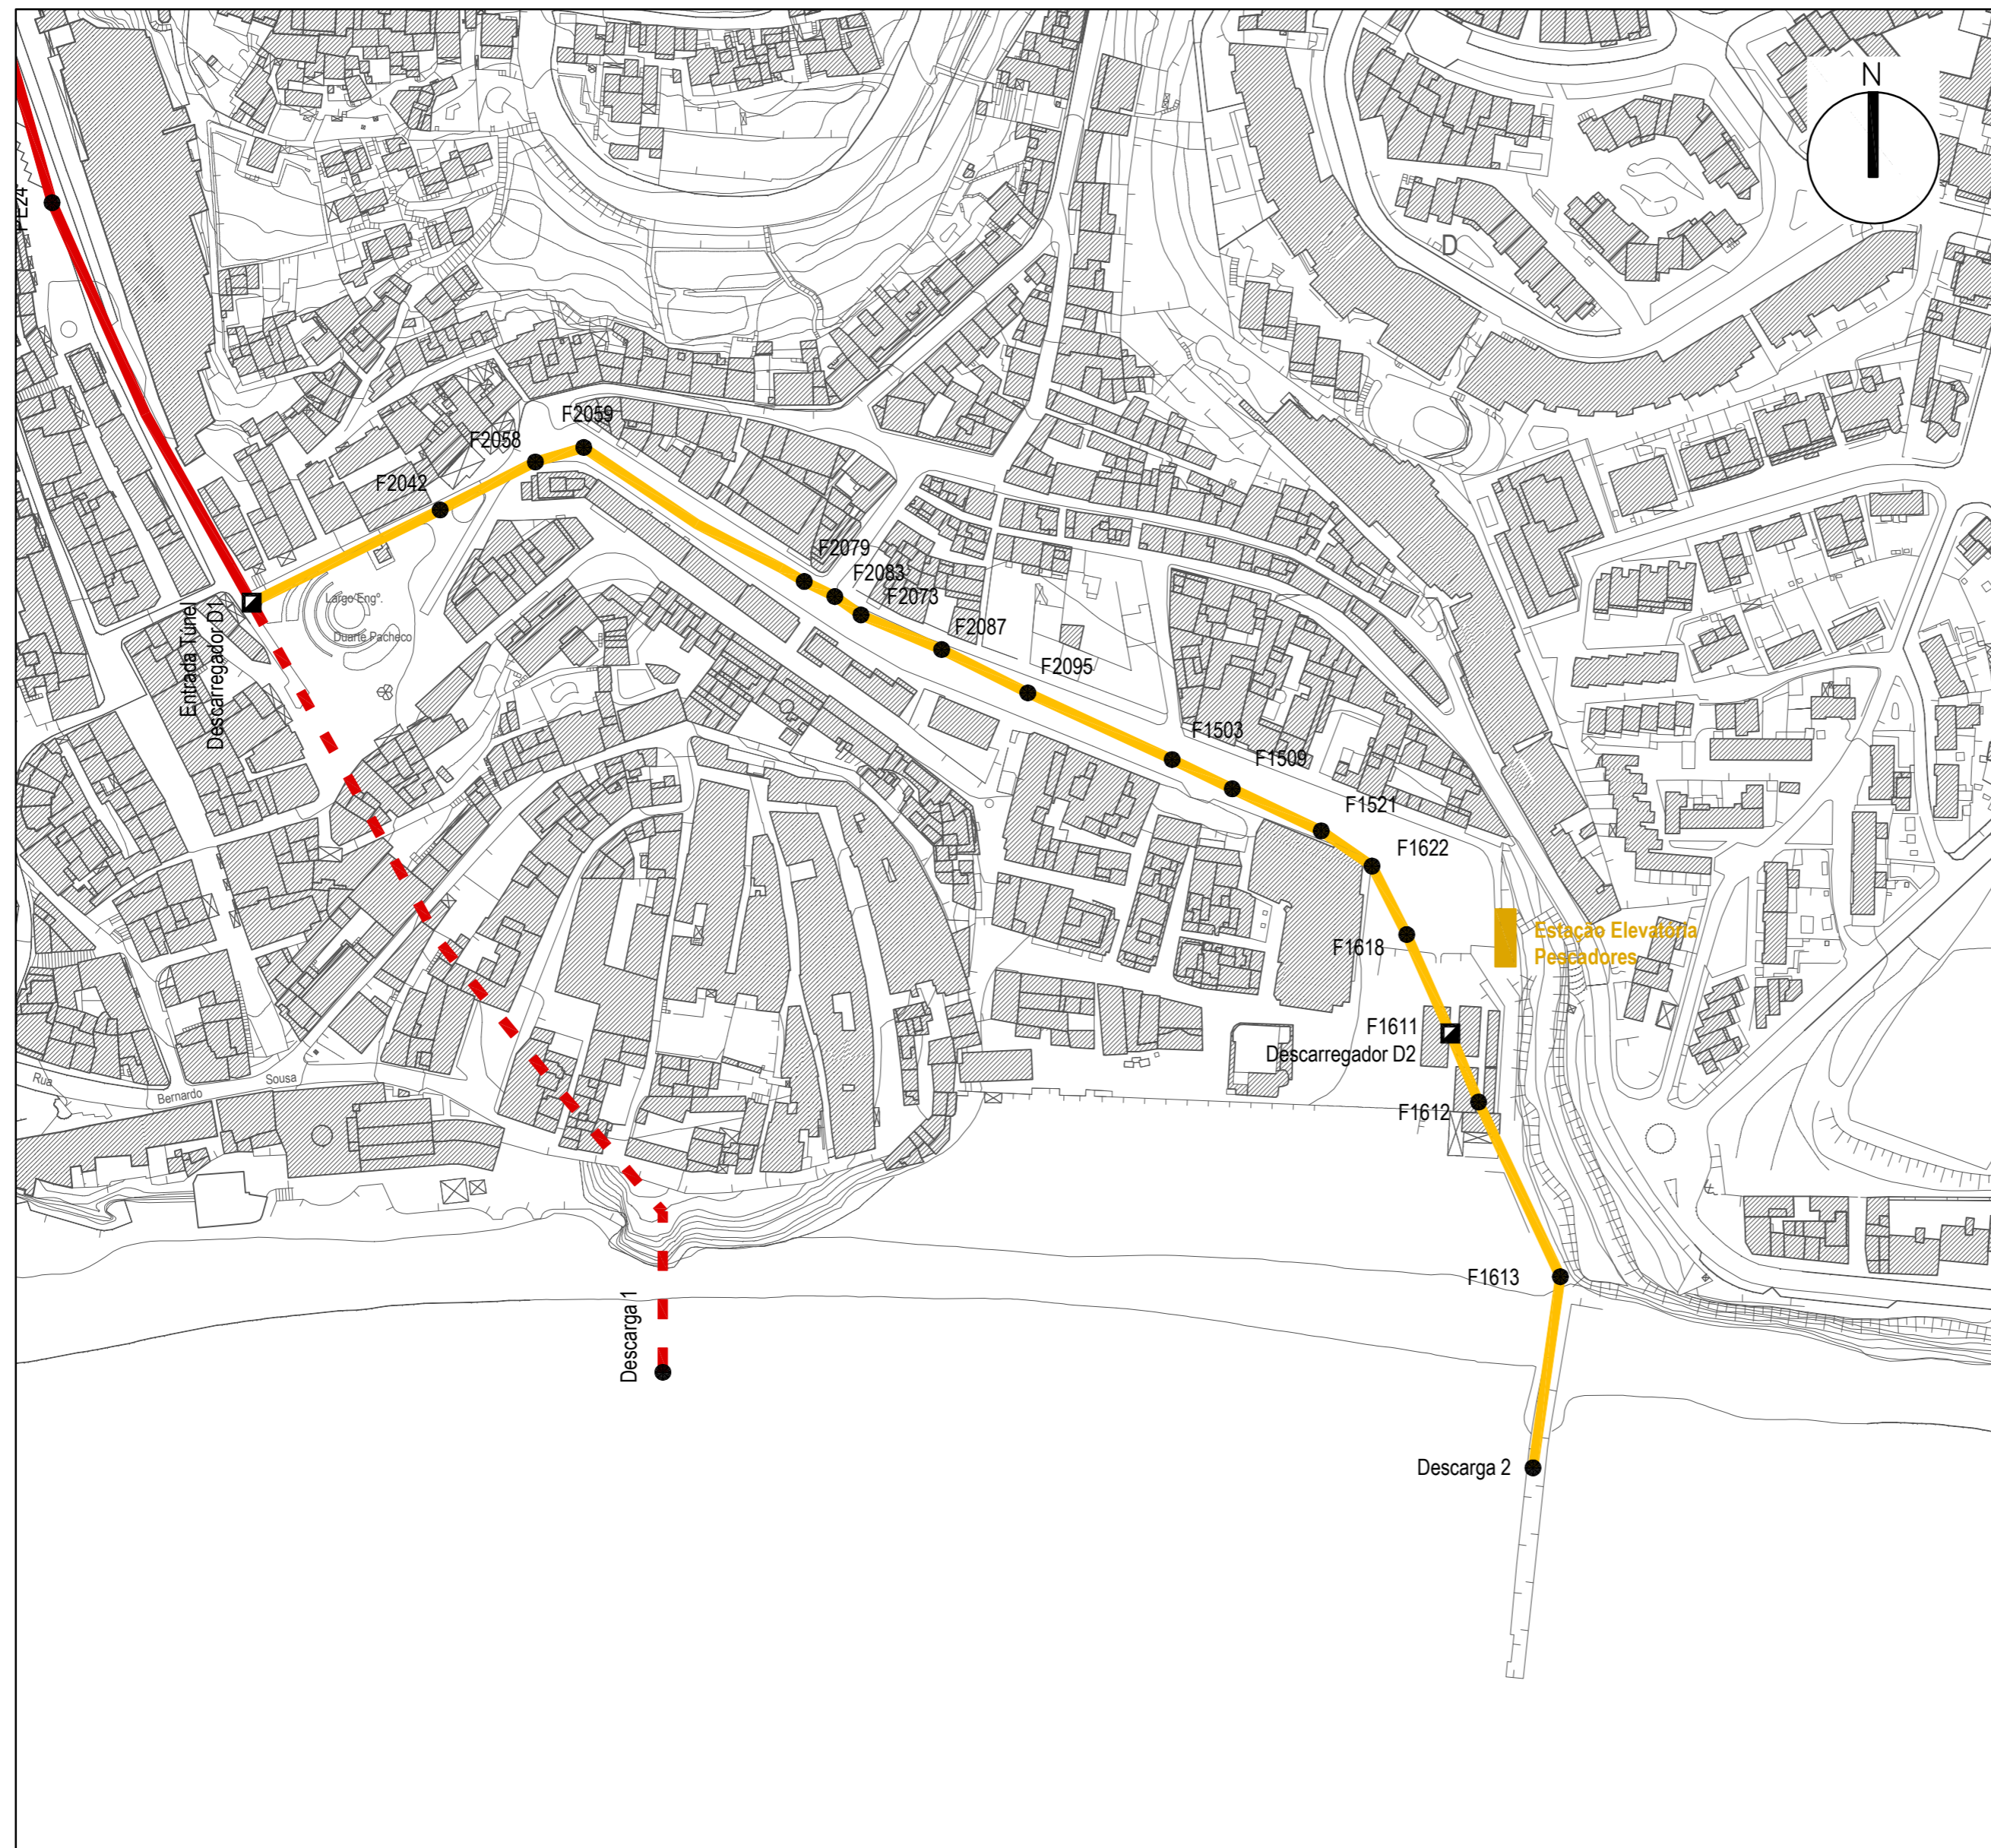 N
PE24
D
F2059
F2058
F2042
F2079
F2083
F2073
Largo Engº.
Duarte Pacheco
Entrada Túnel
Descarregador D1
F2087
F2095
F1503
F1509
F1521
F1622
Estação Elevatória
Pescadores
F1618
F1611
Descarregador D2
Rua
Bernardo
Sousa
F1612
F1613
Descarga 1
Descarga 2